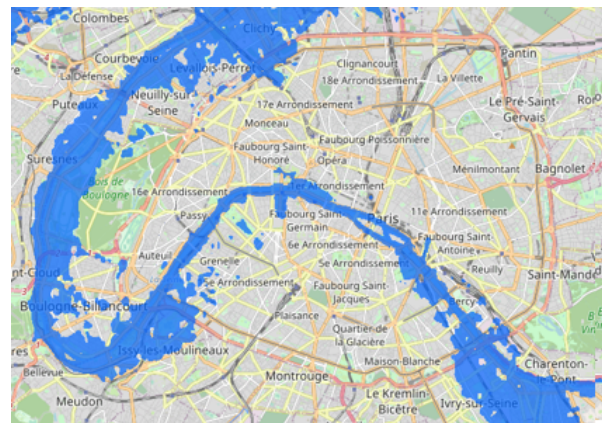 Colombes
Clichy
Courbevoie
Pantin
Levallois-Perret
Clignancourt
La Défense
18e Arrondissement
La Villette
Puteaux
Neuilly-sur-
Seine
17e Arrondissement
Le Pré-Saint-
Gervais
Monceau
Faubourg Poissonnière
Faubourg Saint-
Honoré
Opéra
Suresnes
Ménilmontant
Bagnolet
Bois de
Boulogne
16e Arrondissement
1er Arrondissement
Passy
Faubourg Saint-
Germain
Paris
11e Arrondissement
6e Arrondissement
Faubourg Saint-
Antoine
Auteuil
Grenelle
5e Arrondissement
Reuilly
Saint-Mandé
nt-Cloud
5e Arrondissement
Faubourg Saint-
Jacques
Bercy
Boulogne-Billancourt
Plaisance
Quartier de
la Glacière
Issy-les-Moulineaux
Maison-Blanche
Charenton-
le-Pont
Bellevue
Montrouge
Le Kremlin-
Bicêtre
Ivry-sur-Seine
Meudon